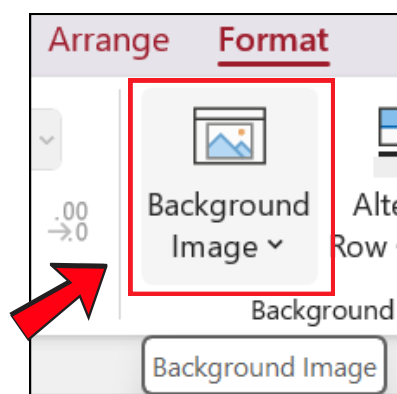 Arrange Format
.00
→.0
Background
Image
Alte
Row
Background
Background Image